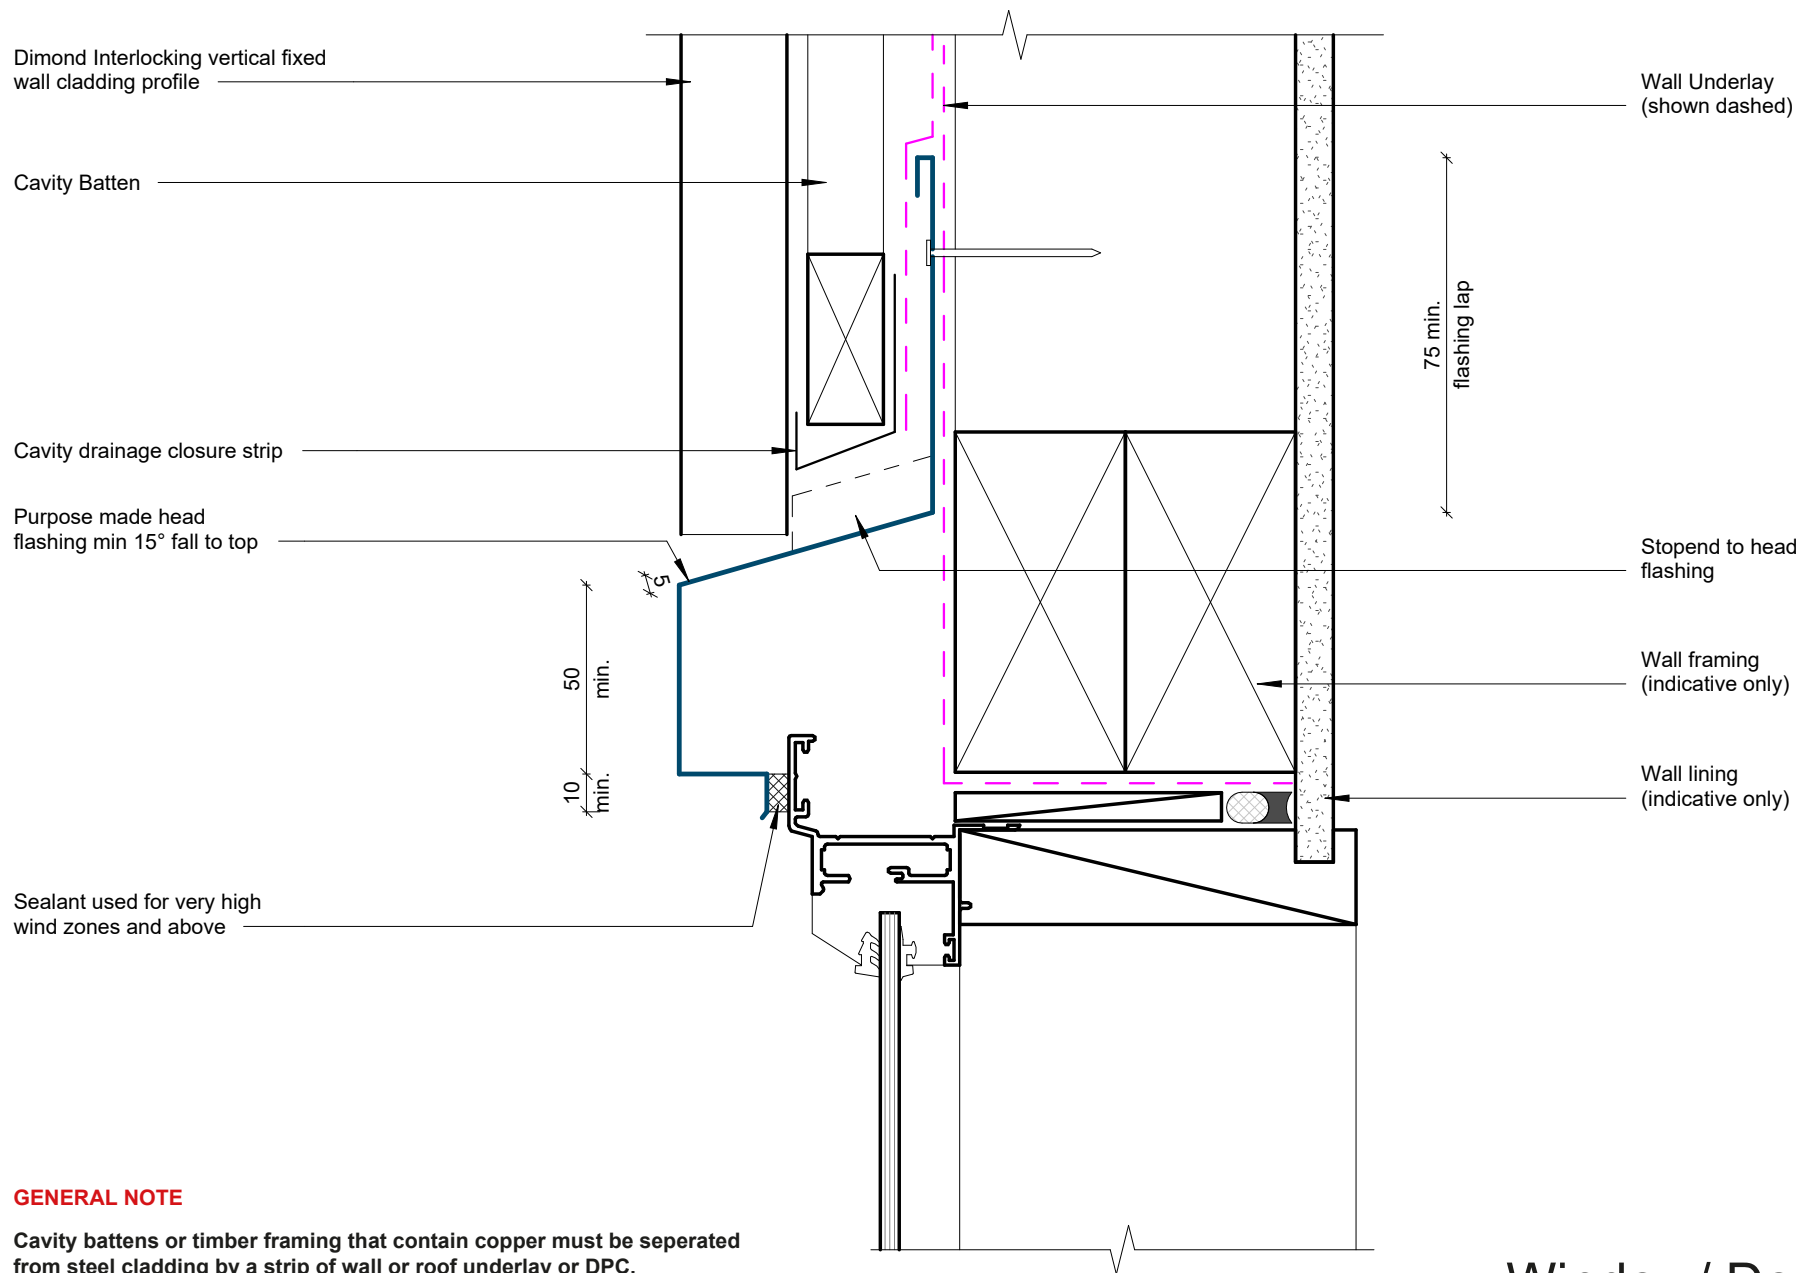 Dimond Interlocking vertical fixed
wall cladding profile
Wall Underlay
(shown dashed)
Cavity Batten
75 min.
flashing lap
Cavity drainage closure strip
Purpose made head
flashing min 15° fall to top
Stopend to head
flashing
5
50
min.
Wall framing
(indicative only)
10
min.
Wall lining
(indicative only)
Sealant used for very high
wind zones and above
GENERAL NOTE
Cavity battens or timber framing that contain copper must be seperated
from steel cladding by a strip of wall or roof underlay or DPC.
Window / Do